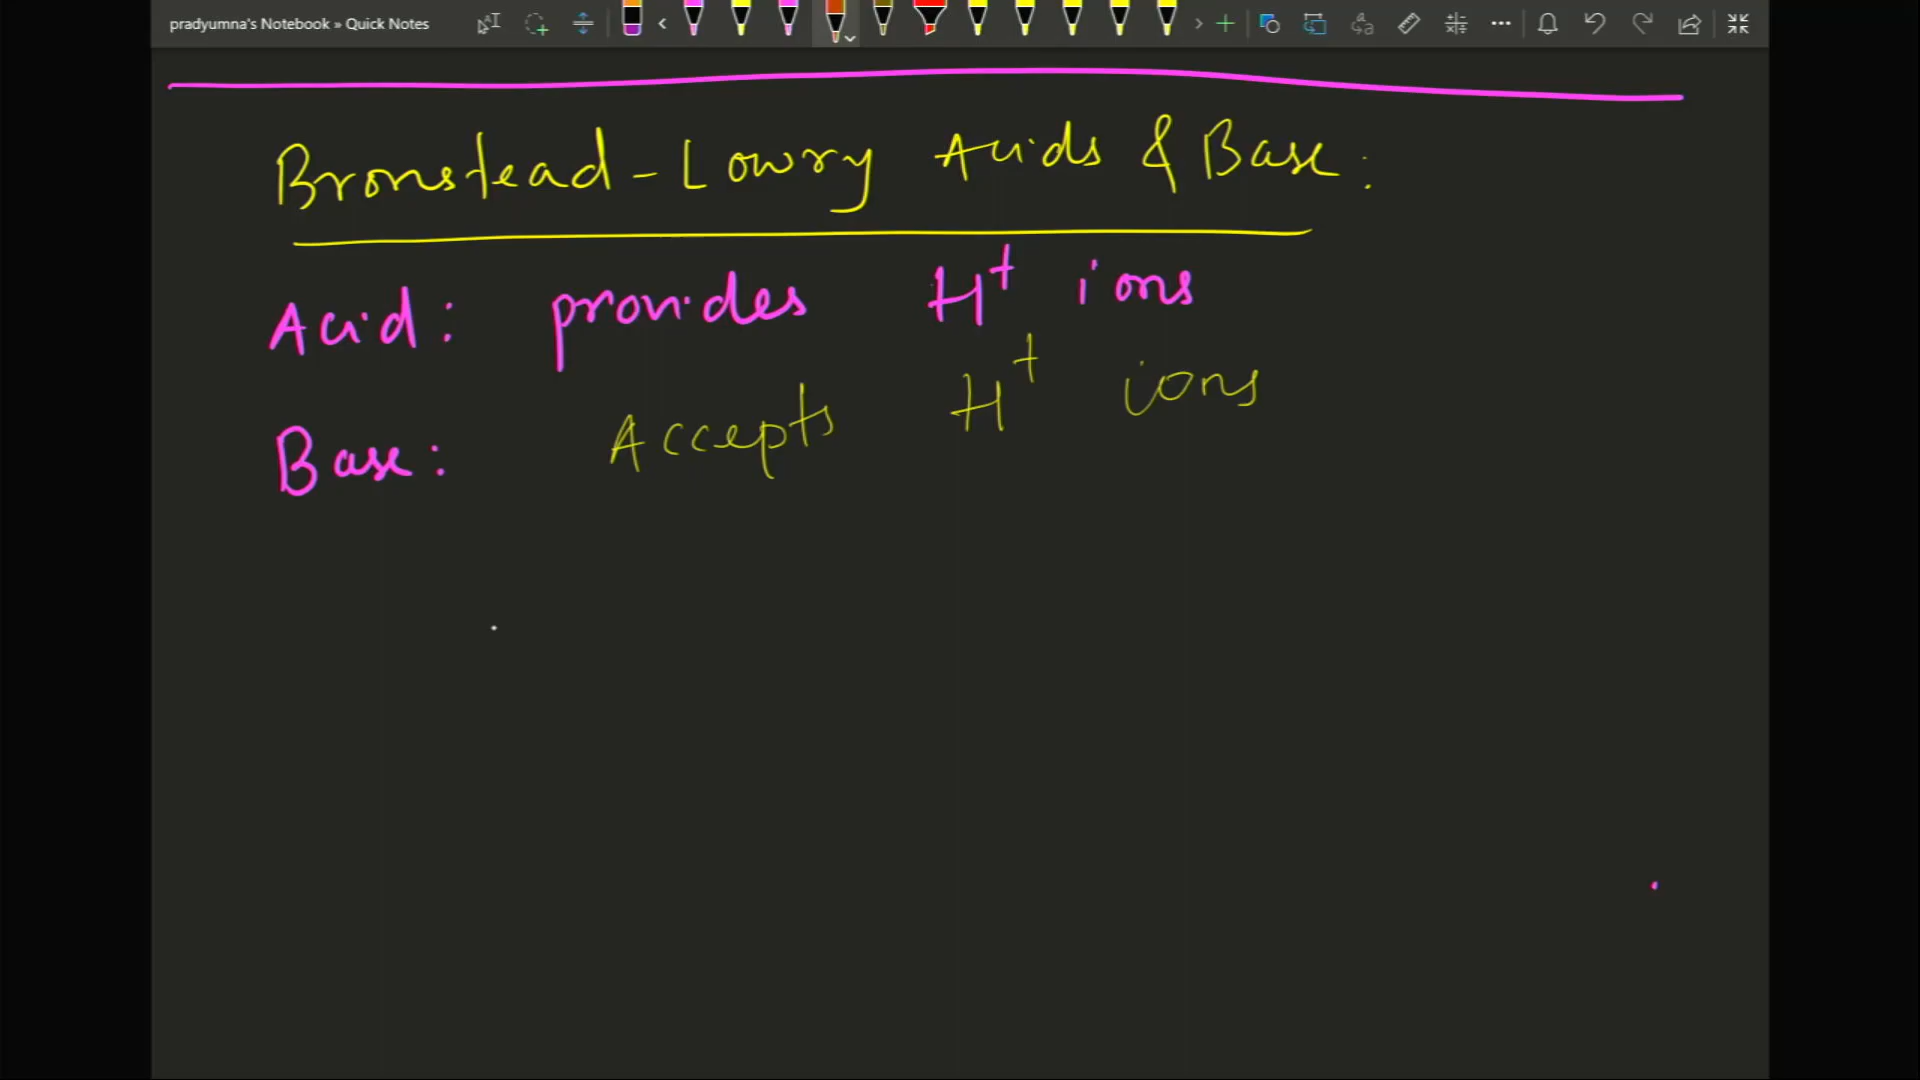 pradyumna's Notebook » Quick Notes
Bronstead-Lowry Acids & Base:
Acid: provides H⁺ ions
Base: Accepts H⁺ ions